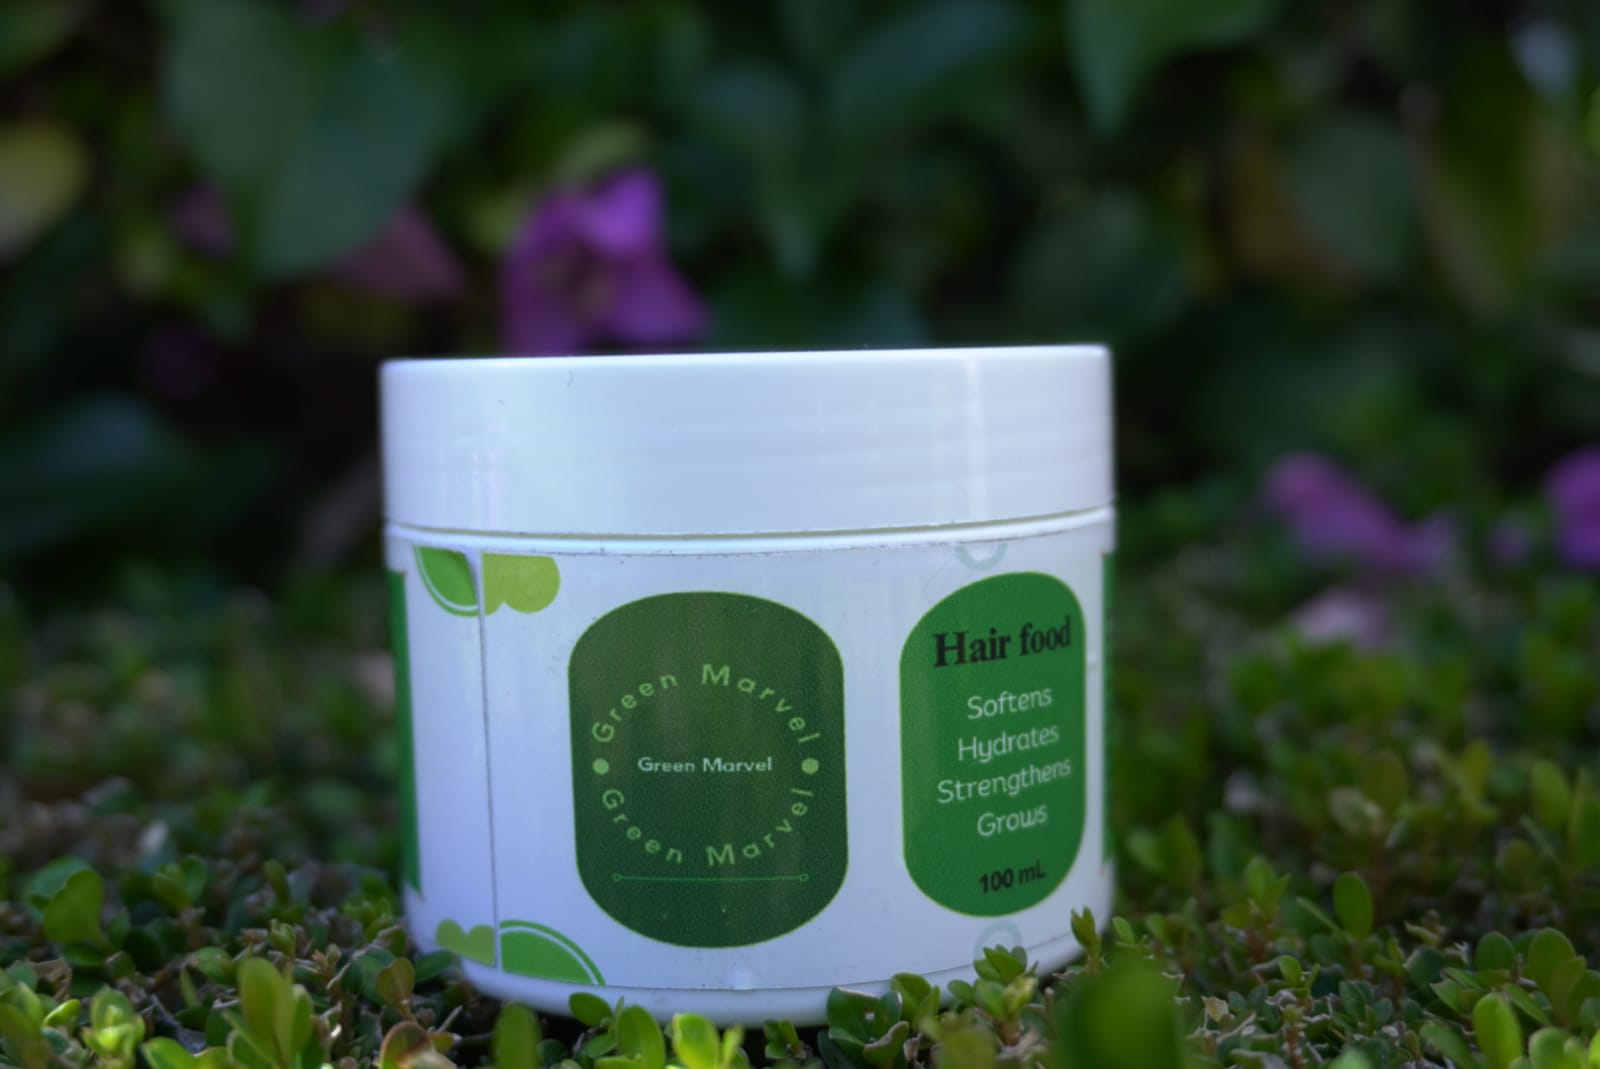 Green Marvel
Green Marvel
Green Marvel
Hair food
Softens
Hydrates
Strengthens
Grows
100 mL